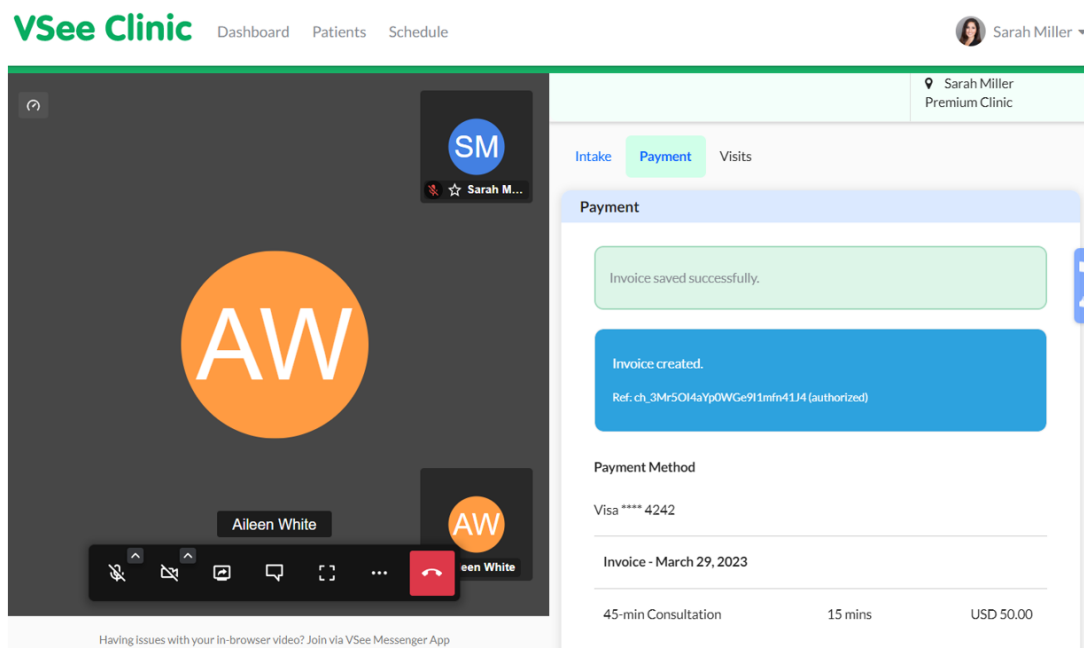 VSee Clinic
Dashboard Patients Schedule
Sarah Miller
SM
Sarah M...
AW
Aileen White
AW
een White
Having issues with your in-browser video? Join via VSee Messenger App
Sarah Miller
Premium Clinic
Intake Payment Visits
Payment
Invoice saved successfully.
Invoice created.
Ref: ch_3Mr5OI4aYp0WGe9I1mfn41J4 (authorized)
Payment Method
Visa **** 4242
Invoice - March 29, 2023
45-min Consultation 15 mins USD 50.00